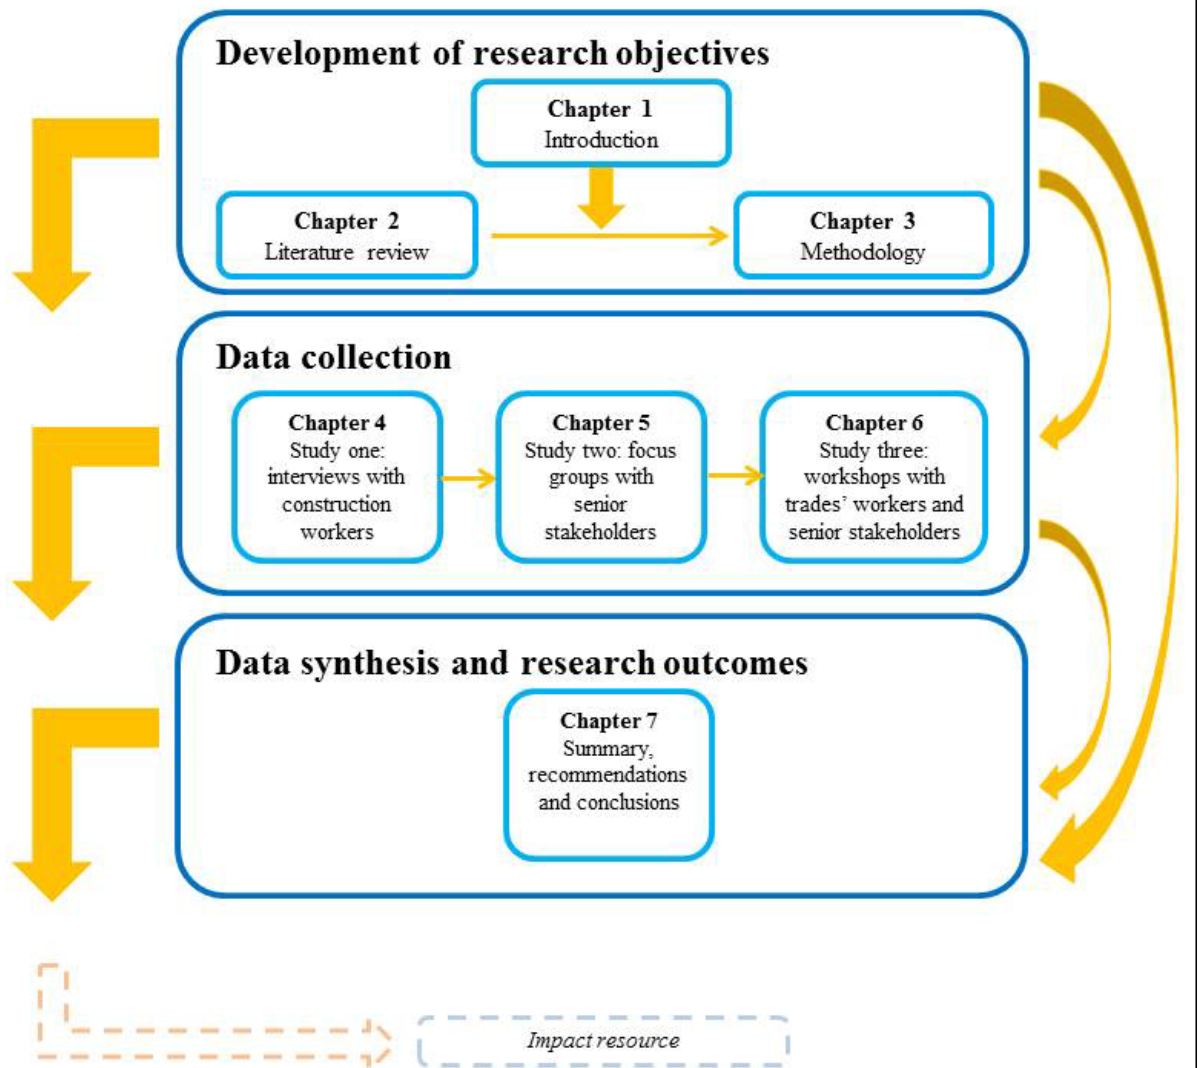 Development of research objectives
Chapter 1
Introduction
Chapter 2
Literature review
Chapter 3
Methodology
Data collection
Chapter 4
Study one:
interviews with
construction
workers
Chapter 5
Study two: focus
groups with
senior
stakeholders
Chapter 6
Study three:
workshops with
trades’ workers and
senior stakeholders
Data synthesis and research outcomes
Chapter 7
Summary,
recommendations
and conclusions
Impact resource